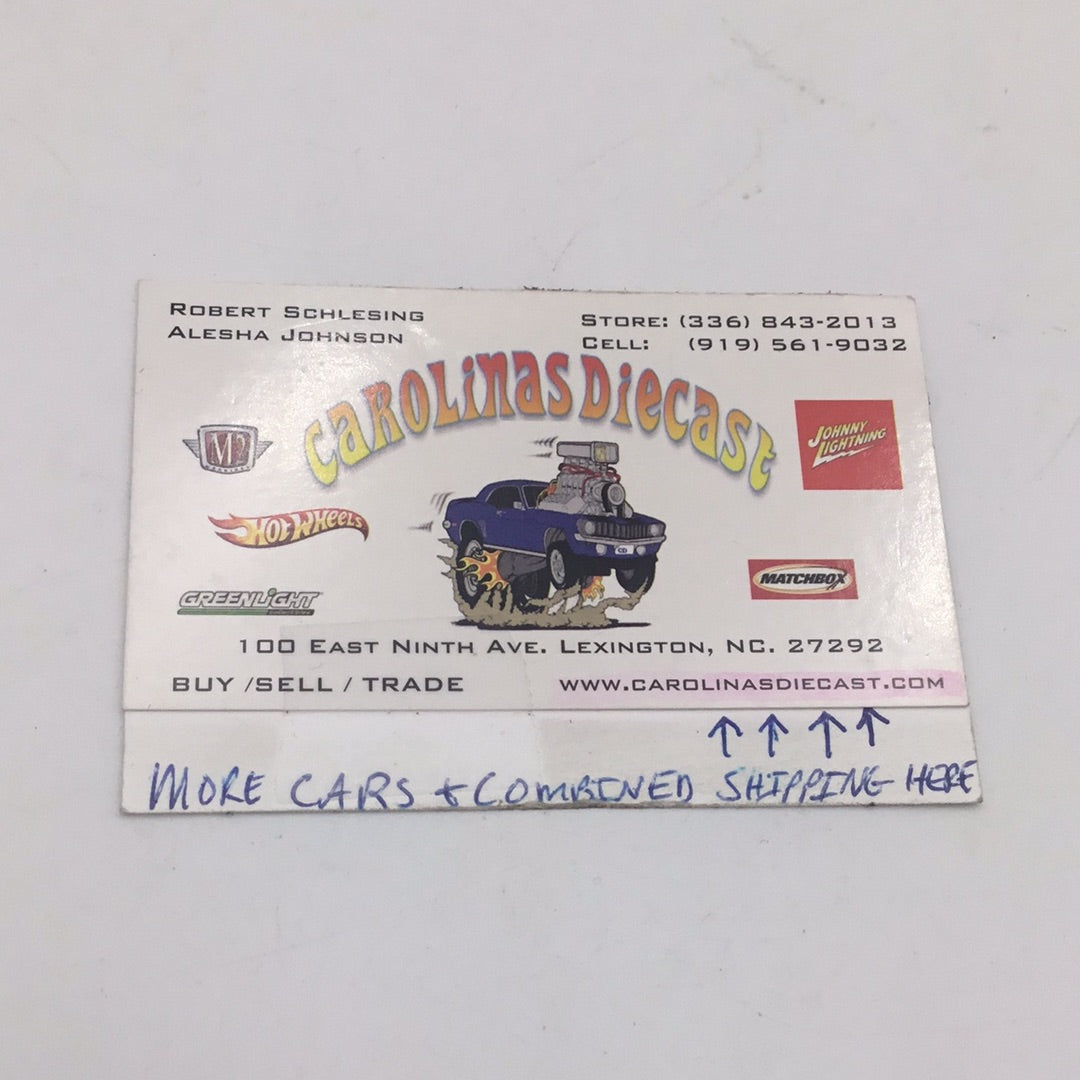 ROBERT SCHLESING
ALESHA JOHNSON
STORE: (336) 843-2013
CELL: (919) 561-9032
CAROLINAS DIECAST
M2
JOHNNY
LIGHTNING
HOT WHEELS
CD
MATCHBOX
GREENLIGHT
100 EAST NINTH AVE. LEXINGTON, NC. 27292
BUY /SELL / TRADE
WWW.CAROLINASDIECAST.COM
↑ ↑ ↑ ↑
MORE CARS + COMBINED SHIPPING HERE